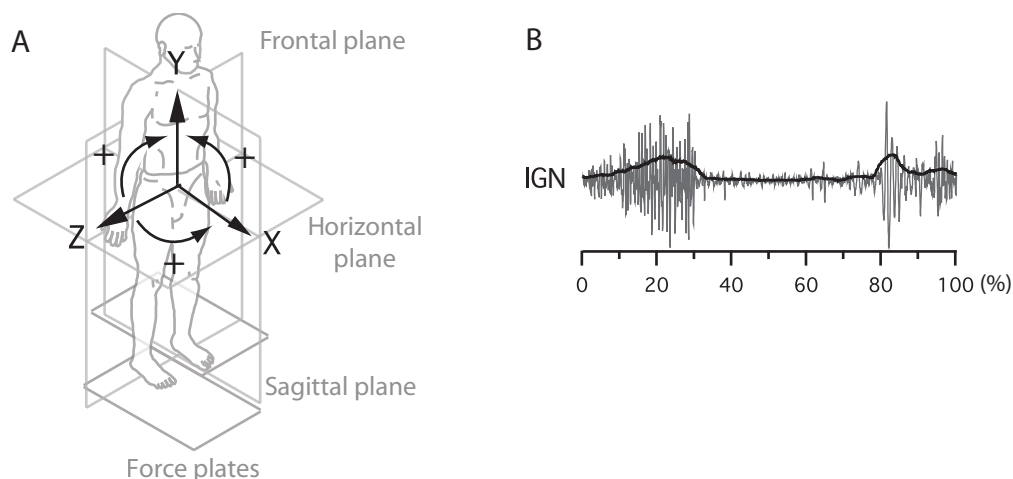 A
Frontal plane
Y
+
+
Z
X
+
Horizontal
plane
Sagittal plane
Force plates
B
IGN
0 20 40 60 80 100 (%)